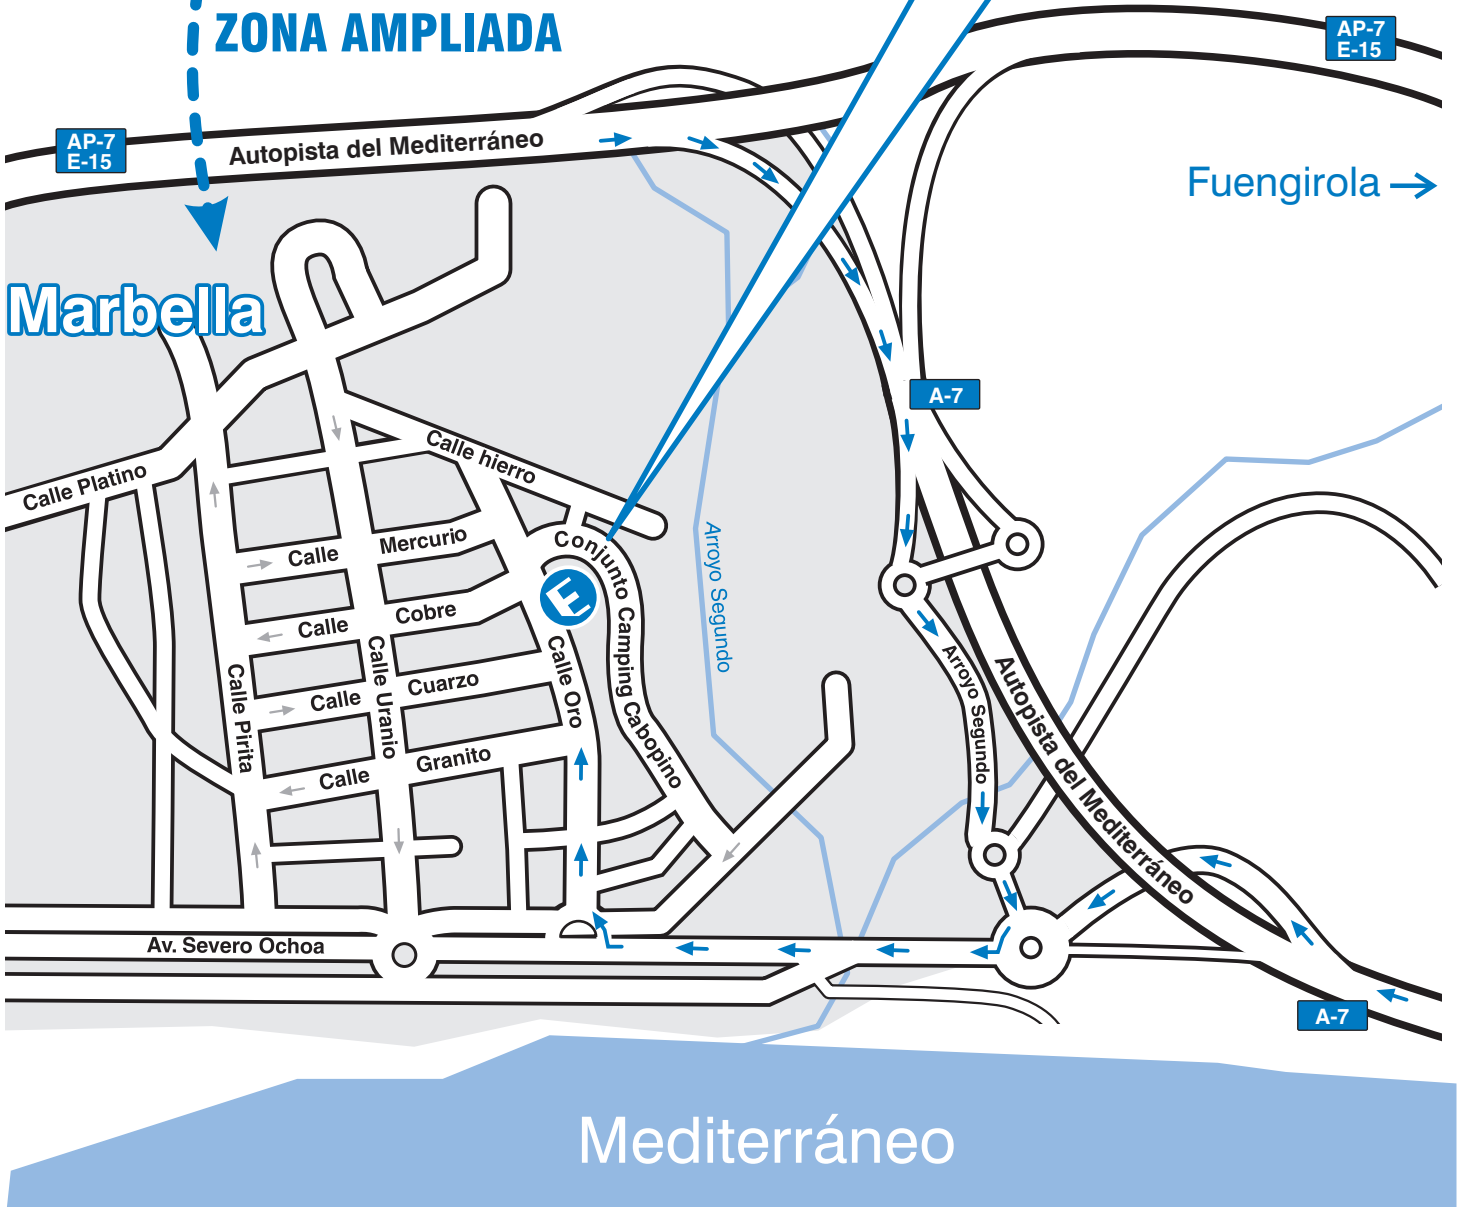 ZONA AMPLIADA
AP-7
E-15
AP-7
E-15
Autopista del Mediterráneo
Fuengirola
Marbella
A-7
Calle hierro
Calle Platino
Calle Mercurio
Conjunto Camping Cabopino
Arroyo Segundo
E
Calle Cobre
Calle Uranio
Calle Oro
Arroyo Segundo
Autopista del Mediterráneo
Calle Pirita
Calle Cuarzo
Calle Granito
Av. Severo Ochoa
A-7
Mediterráneo